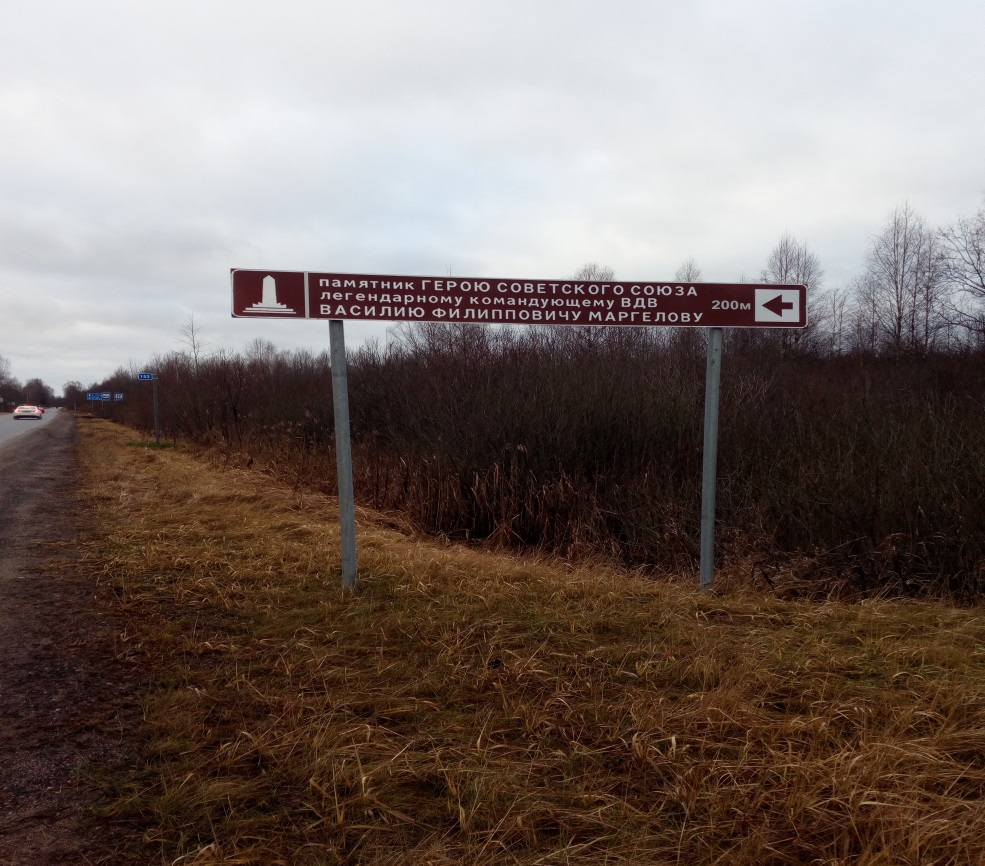 памятник ГЕРОЮ СОВЕТСКОГО СОЮЗА
легендарному командующему ВДВ
ВАСИЛИЮ ФИЛИППОВИЧУ МАРГЕЛОВУ
200м